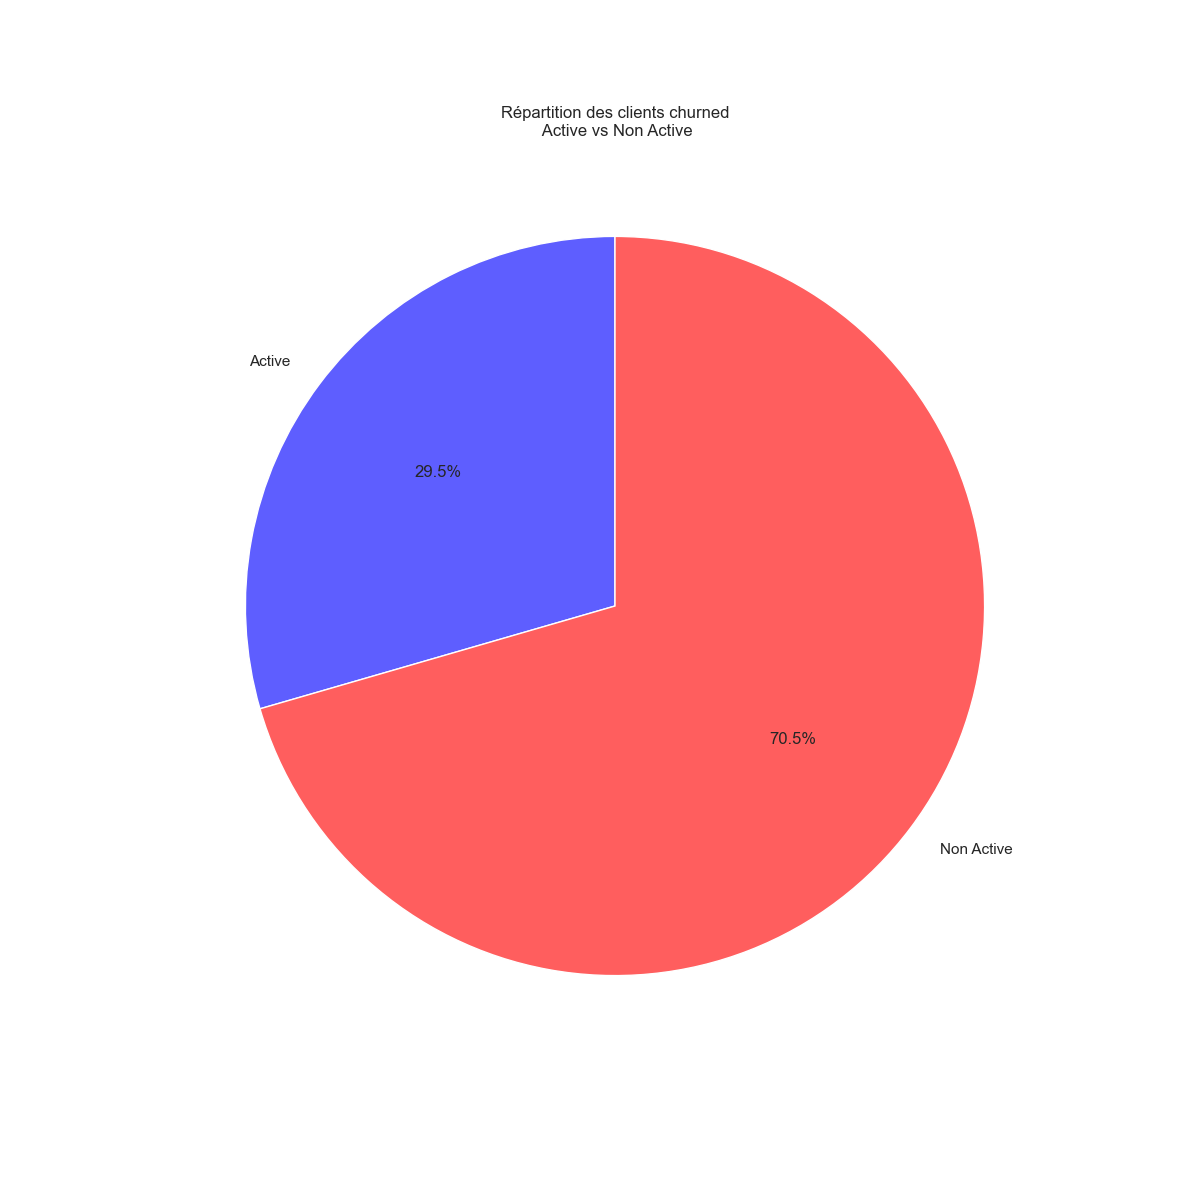 Répartition des clients churned
Active vs Non Active
Active
29.5%
70.5%
Non Active